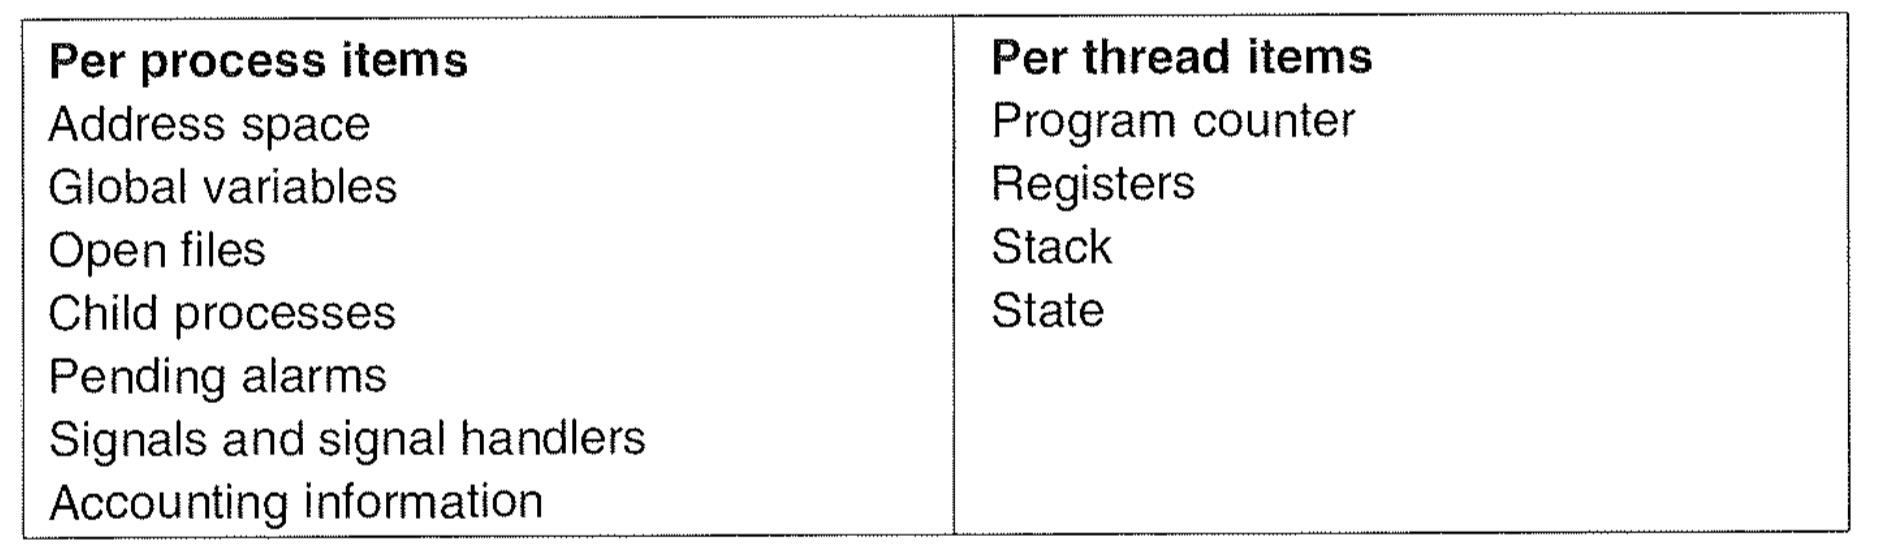 Per process items
Address space
Global variables
Open files
Child processes
Pending alarms
Signals and signal handlers
Accounting information
Per thread items
Program counter
Registers
Stack
State